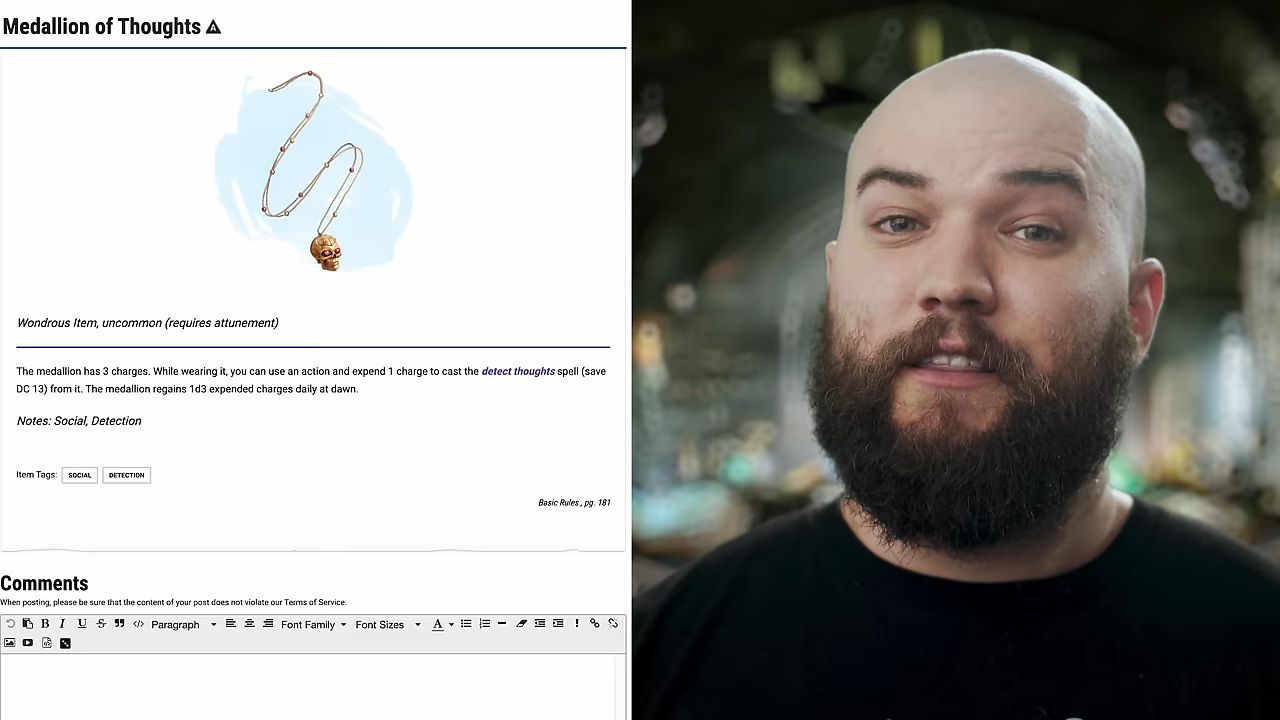 Medallion of Thoughts
Wondrous Item, uncommon (requires attunement)
The medallion has 3 charges. While wearing it, you can use an action and expend 1 charge to cast the detect thoughts spell (save
DC 13) from it. The medallion regains 1d3 expended charges daily at dawn.
Notes: Social, Detection
Item Tags: SOCIAL DETECTION
Basic Rules , pg. 181
Comments
When posting, please be sure that the content of your post does not violate our Terms of Service.
B I U S Paragraph Font Family Font Sizes A